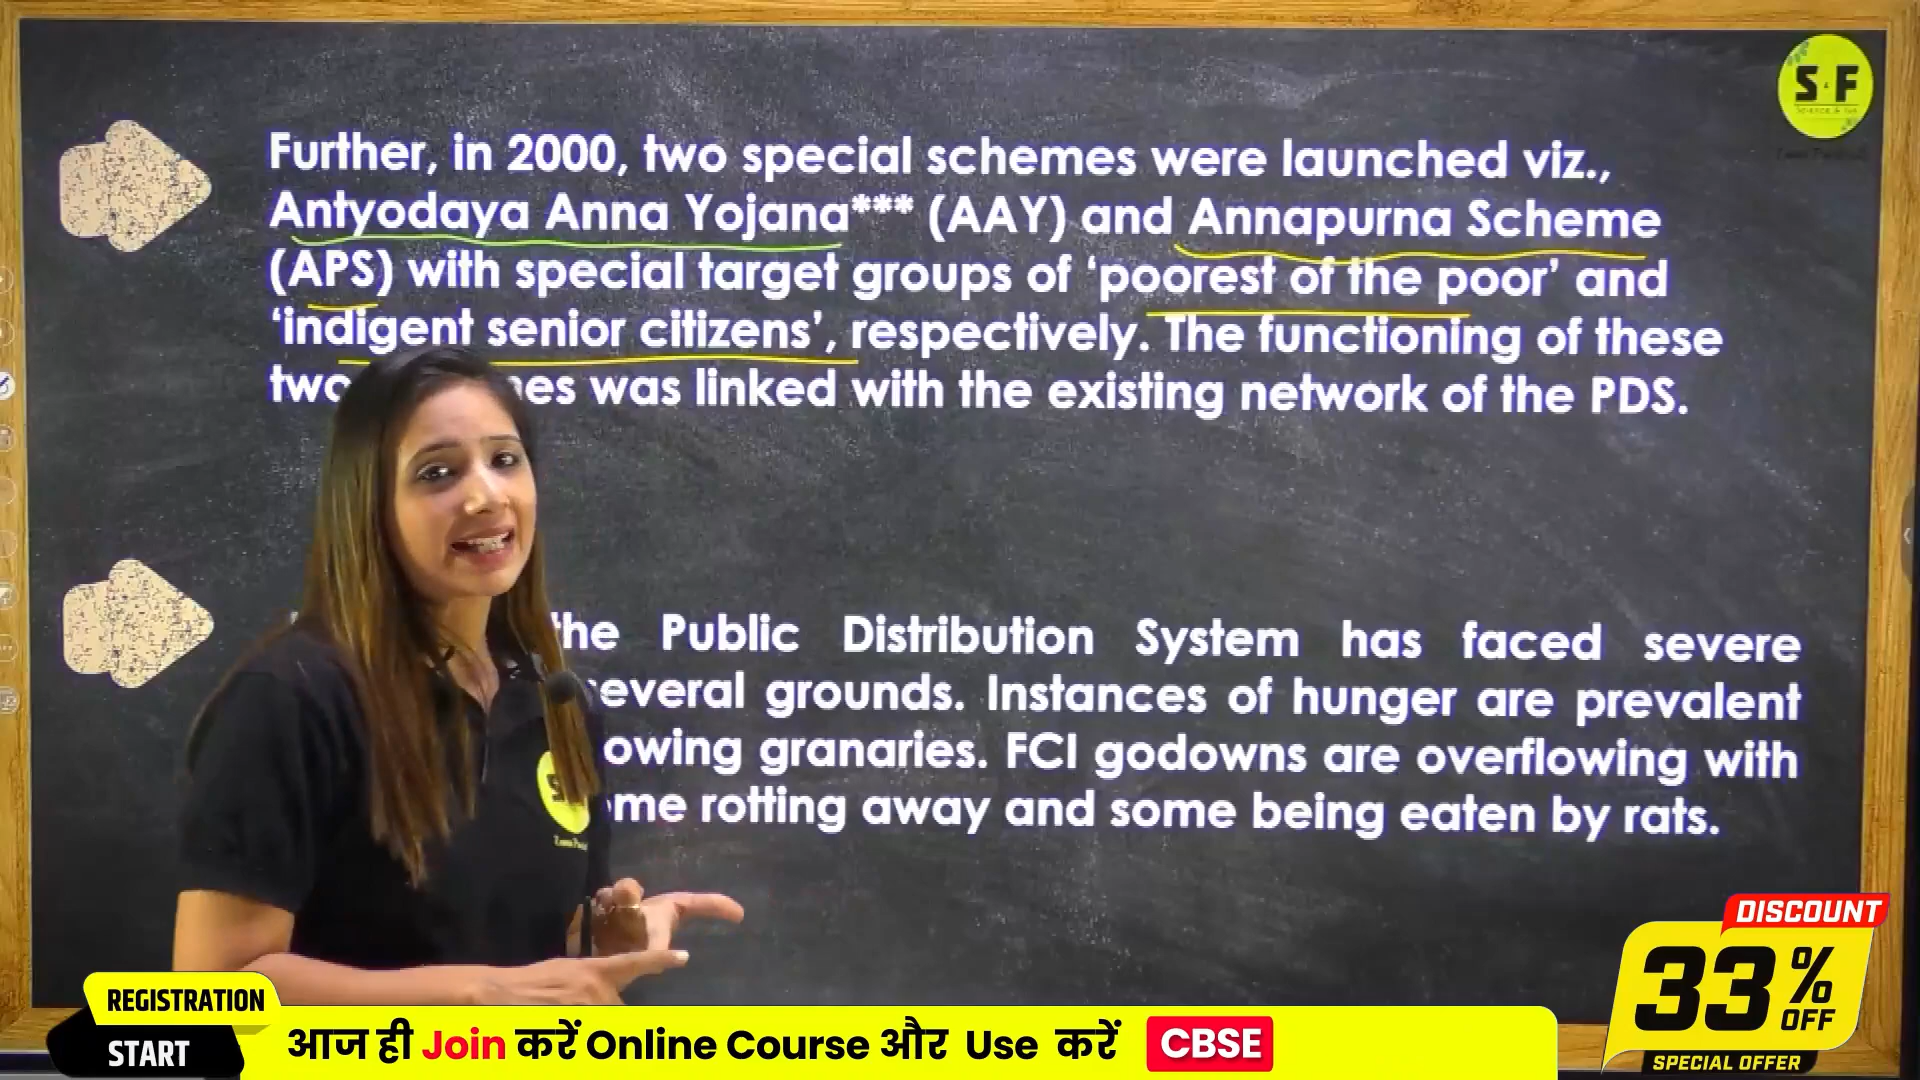 S F
Further, in 2000, two special schemes were launched viz.,
Antyodaya Anna Yojana*** (AAY) and Annapurna Scheme
(APS) with special target groups of ‘poorest of the poor’ and
‘indigent senior citizens’, respectively. The functioning of these
two was linked with the existing network of the PDS.
the Public Distribution System has faced severe
several grounds. Instances of hunger are prevalent
granaries. FCI godowns are overflowing with
rotting away and some being eaten by rats.
DISCOUNT
33% OFF
SPECIAL OFFER
REGISTRATION
START
आज ही Join करें Online Course और Use करें CBSE